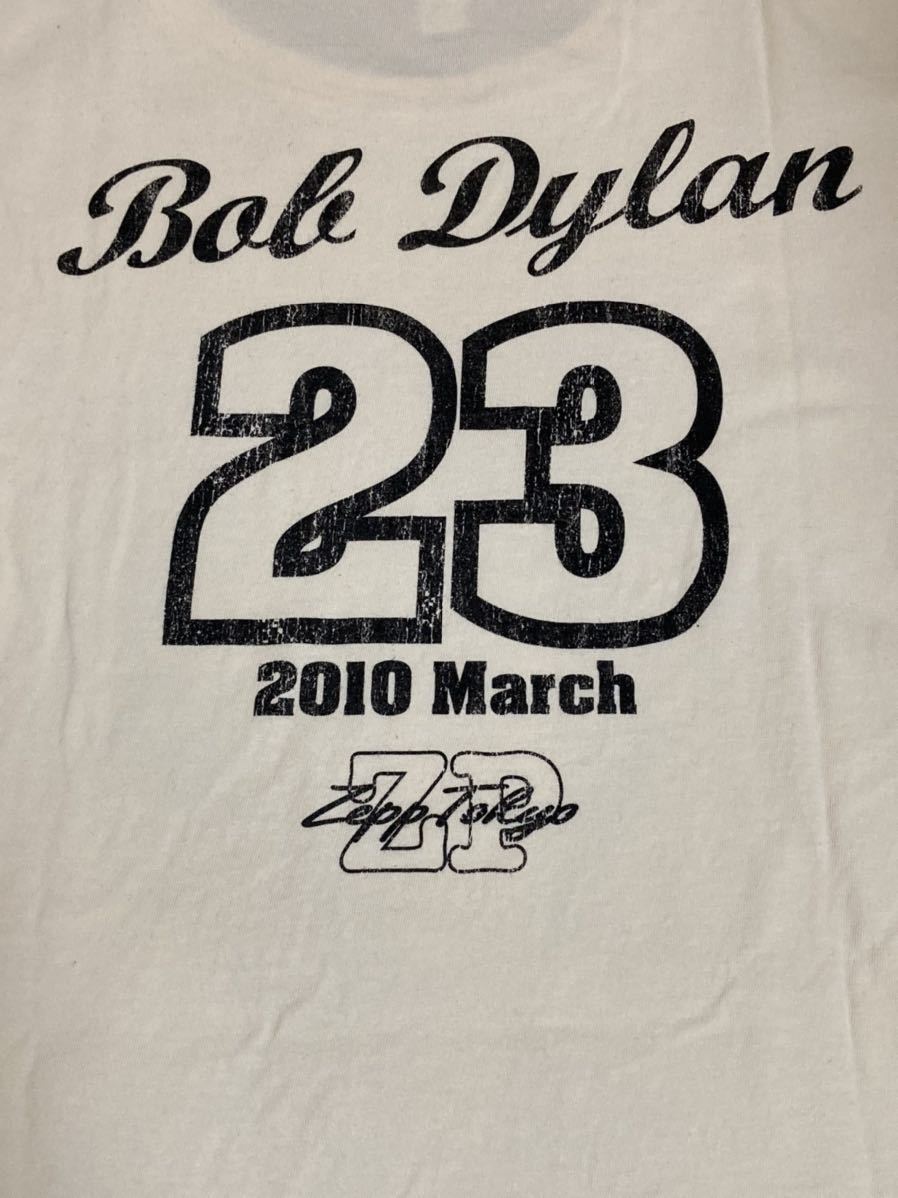 Bob Dylan
23
2010 March
ZP
Zepp Tokyo